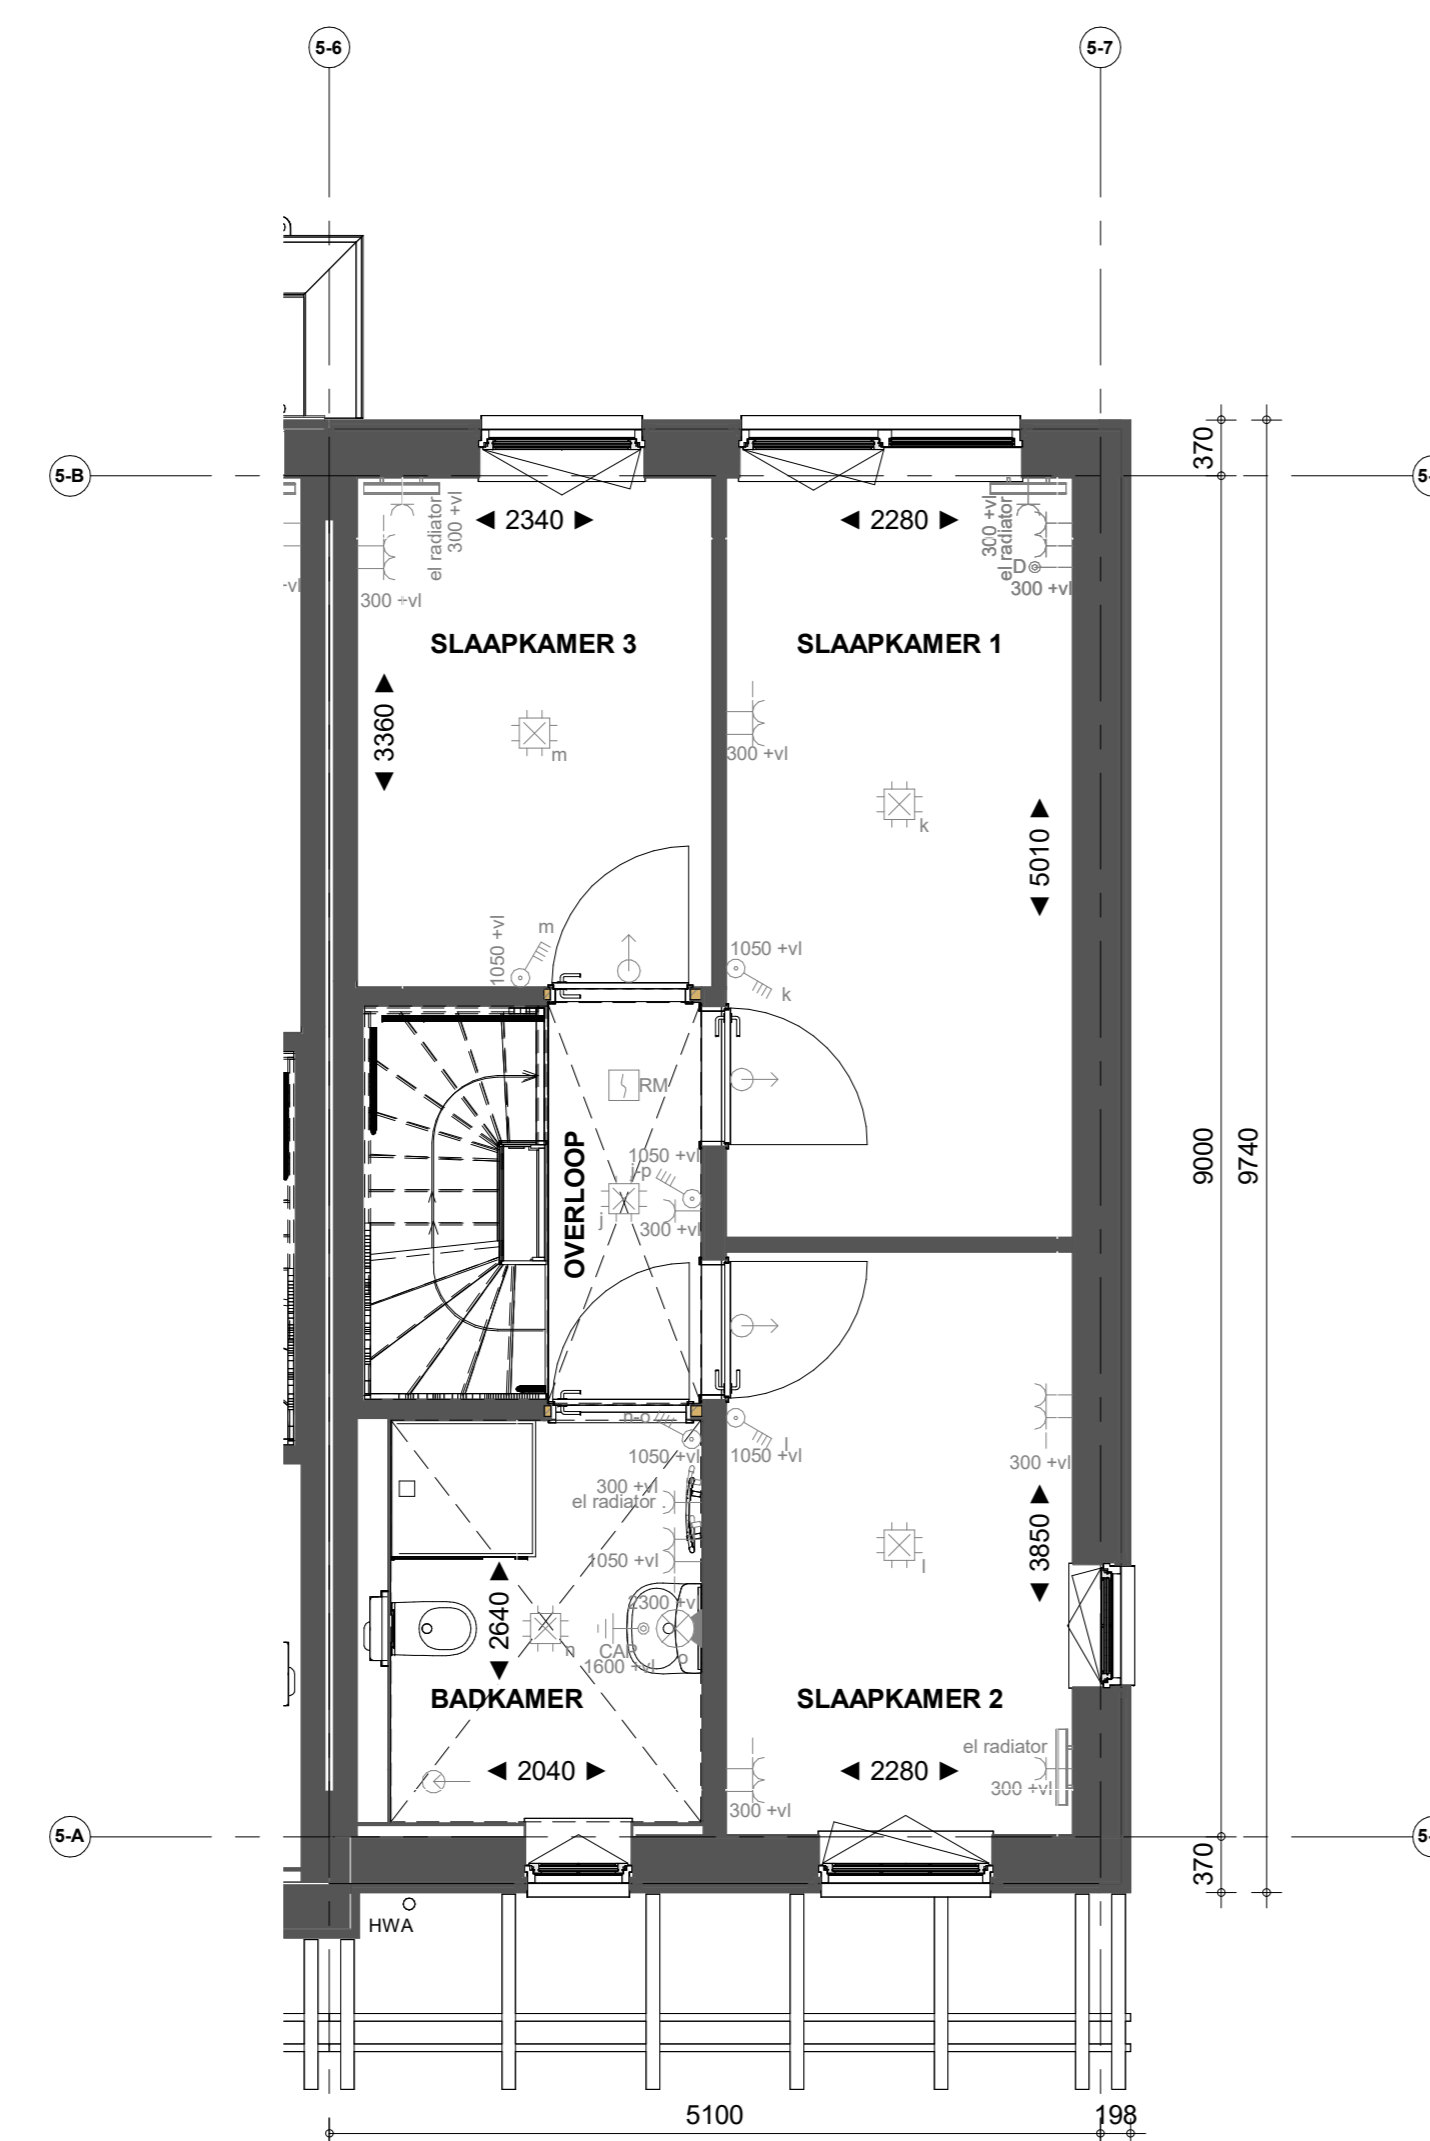 5-6
5-7
370
5-B
5-
◄ 2340 ►
◄ 2280 ►
el radiator
300 +vl
300 +vl
el radiator
D
300 +vl
300 +vl
-vl
SLAAPKAMER 3
SLAAPKAMER 1
◄ 3360 ►
m
300 +vl
k
◄ 5010 ►
1050 +vl
m
1050 +vl
k
RM
OVERLOOP
1050 +vl
j-p
j
300 +vl
9000
9740
n-o
1050 +vl
1050 +vl
l
300 +vl
300 +vl
el radiator
◄ 3850 ►
1050 +vl
l
◄ 2640 ►
2300 +v
n
CAP
o
1600 +vl
BADKAMER
SLAAPKAMER 2
el radiator
◄ 2040 ►
◄ 2280 ►
300 +vl
300 +vl
5-A
5-
370
HWA
5100
198